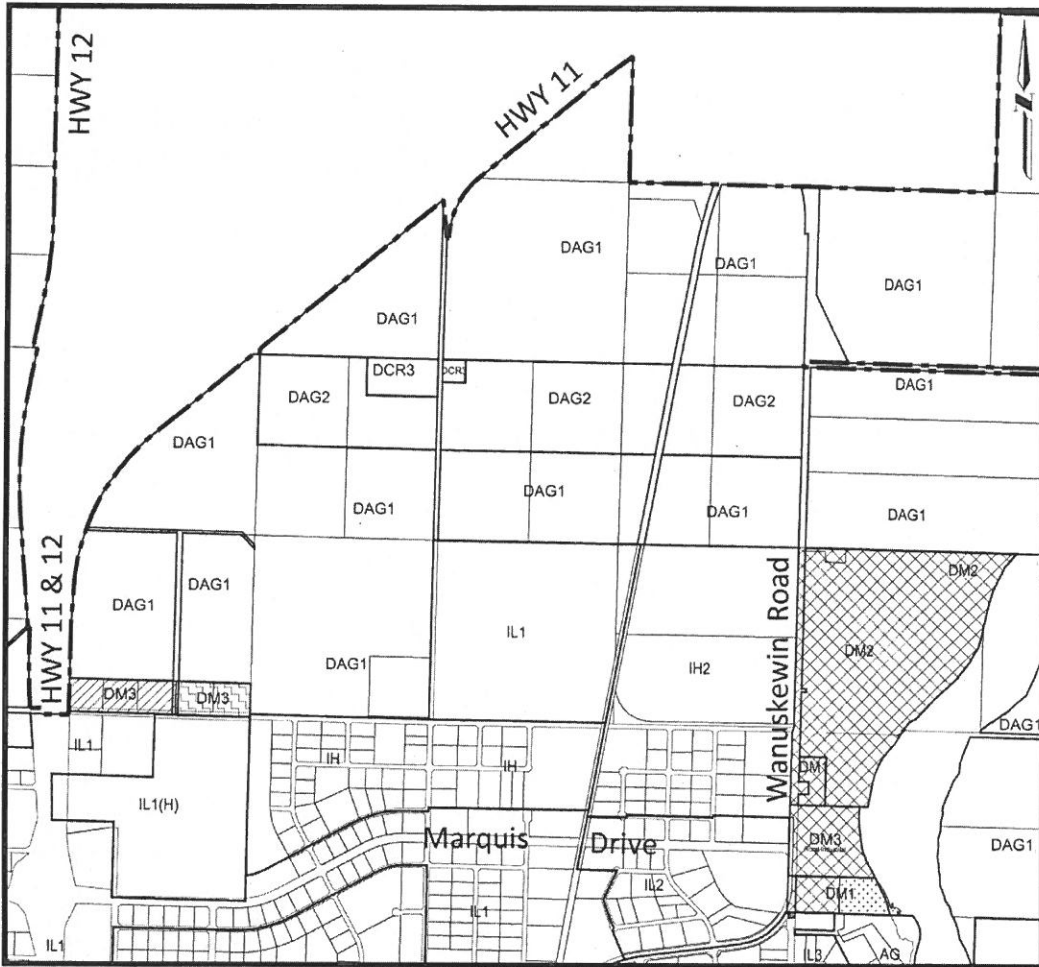 HWY 12
HWY 11
N
DAG1
DAG1
DAG1
DAG1
DCR3
DCR3
DAG2
DAG2
DAG2
DAG1
DAG1
DAG1
DAG1
DAG1
DAG1
HWY 11 & 12
DAG1
DAG1
DM2
IL1
DM2
DAG1
IH2
Wanuskewin Road
DM3
DM3
DAG1
IL1
IH
IH
DM1
IL1(H)
Marquis Drive
DM3
DAG1
IL2
DM1
IL1
IL1
IL3
AG